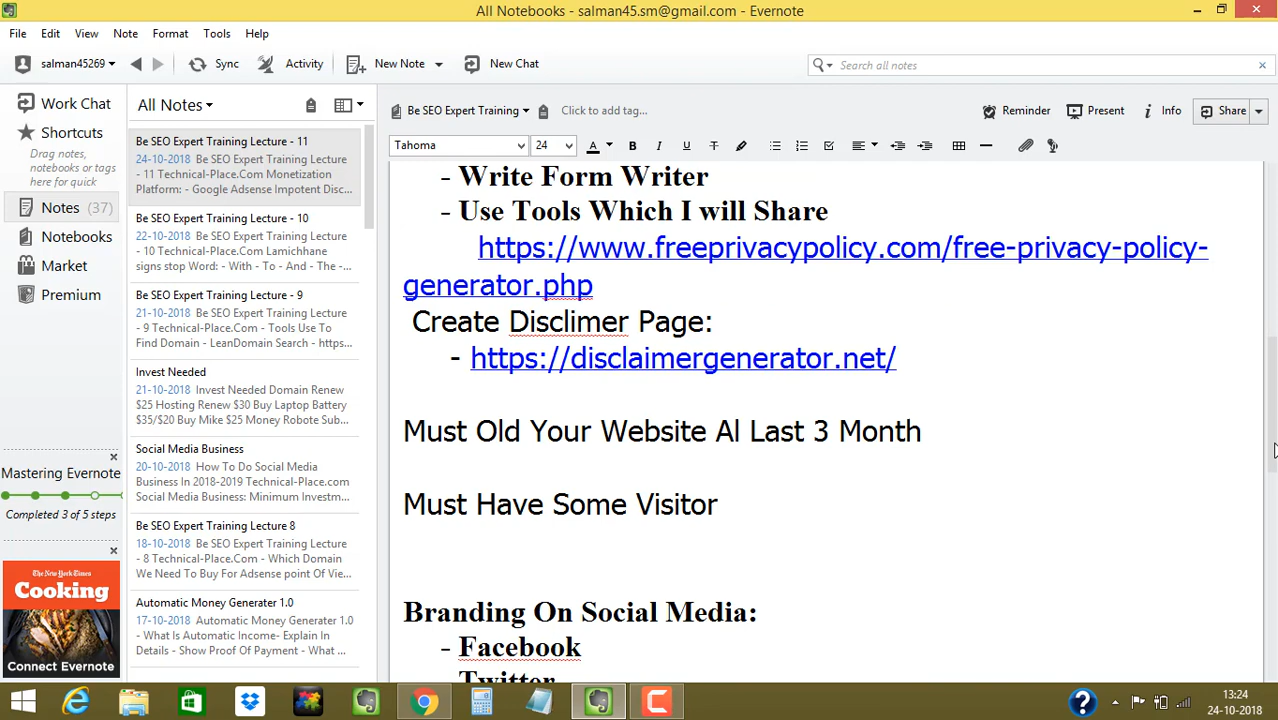 All Notebooks - salman45.sm@gmail.com - Evernote
File Edit View Note Format Tools Help
salman45269 Sync Activity New Note New Chat Search all notes
Work Chat
Shortcuts
Drag notes,
notebooks or tags
here for quick
Notes (37)
Notebooks
Market
Premium
Mastering Evernote
Completed 3 of 5 steps
The New York Times
Cooking
Connect Evernote
All Notes
Be SEO Expert Training Lecture - 11
24-10-2018 Be SEO Expert Training Lecture
- 11 Technical-Place.Com Monetization
Platform: - Google Adsense Impotent Disc...
Be SEO Expert Training Lecture - 10
22-10-2018 Be SEO Expert Training Lecture
- 10 Technical-Place.Com Lamichhane
signs stop Word: - With - To - And - The -...
Be SEO Expert Training Lecture - 9
21-10-2018 Be SEO Expert Training Lecture
- 9 Technical-Place.Com - Tools Use To
Find Domain - LeanDomain Search - https...
Invest Needed
21-10-2018 Invest Needed Domain Renew
$25 Hosting Renew $30 Buy Laptop Battery
$35/$20 Buy Mike $25 Money Robote Sub...
Social Media Business
20-10-2018 How To Do Social Media
Business In 2018-2019 Technical-Place.com
Social Media Business: Minimum Investm...
Be SEO Expert Training Lecture 8
18-10-2018 Be SEO Expert Training Lecture
- 8 Technical-Place.Com - Which Domain
We Need To Buy For Adsense point Of Vie...
Automatic Money Generater 1.0
17-10-2018 Automatic Money Generater 1.0
- What Is Automatic Income- Explain In
Details - Show Proof Of Payment - What ...
Be SEO Expert Training Click to add tag... Reminder Present Info Share
Tahoma 24 A B I U T
- Write Form Writer
- Use Tools Which I will Share
https://www.freeprivacypolicy.com/free-privacy-policy-
generator.php
Create Disclimer Page:
- https://disclaimergenerator.net/
Must Old Your Website Al Last 3 Month
Must Have Some Visitor
Branding On Social Media:
- Facebook
- Twitter
13:24
24-10-2018